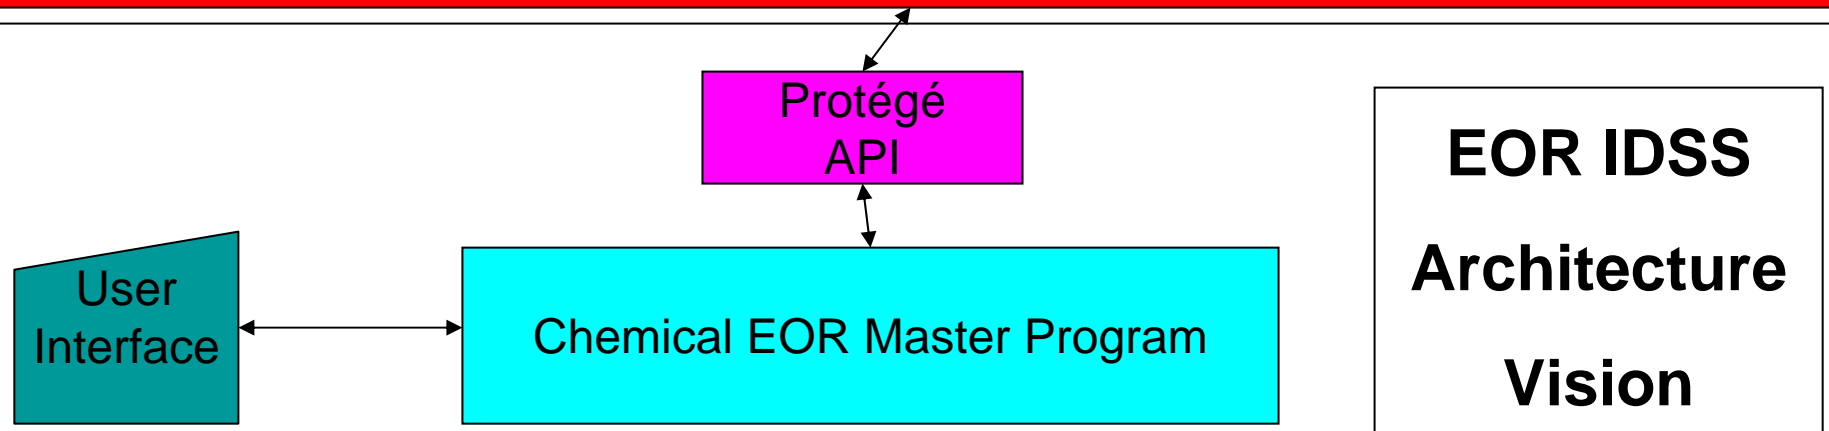 Protégé
API
User
Interface
Chemical EOR Master Program
EOR IDSS
Architecture
Vision